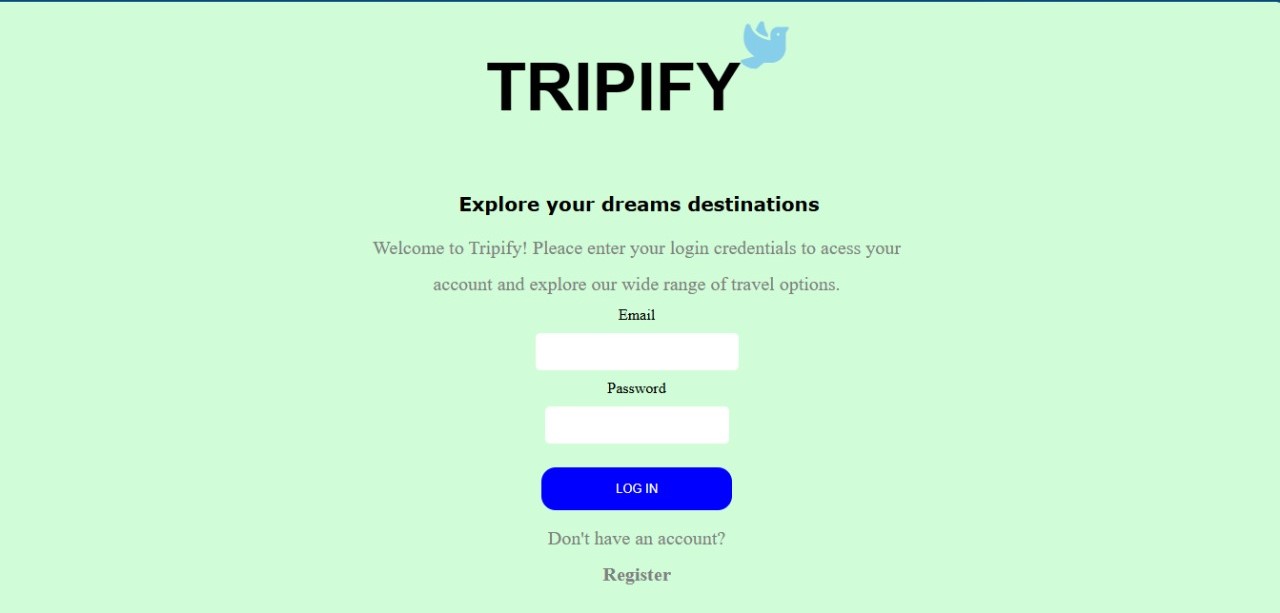 TRIPIFY
Explore your dreams destinations
Welcome to Tripify! Pleace enter your login credentials to acess your
account and explore our wide range of travel options.
Email
Password
LOG IN
Don't have an account?
Register